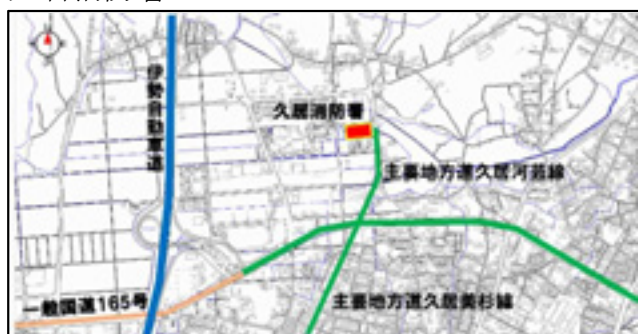 伊勢自動車道
久居消防署
主要地方道久居河芸線
一般国道165号
主要地方道久居美杉線